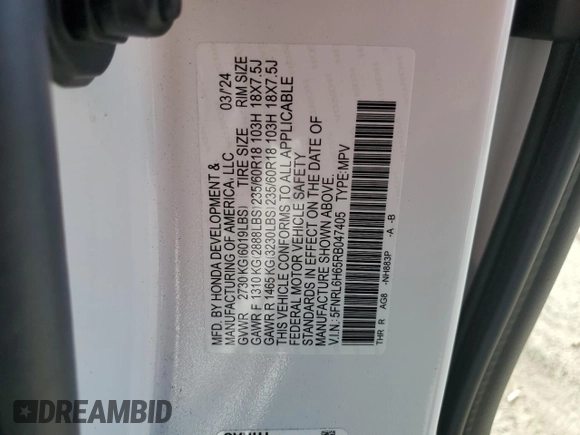 MFD. BY HONDA DEVELOPMENT & 03/24
MANUFACTURING OF AMERICA, LLC
GVWR 2730KG(6019LBS) TIRE SIZE RIM SIZE
GAWR F 1310KG(2888LBS)235/60R18 103H 18X7.5J
GAWR R 1465KG(3230LBS)235/60R18 103H 18X7.5J
THIS VEHICLE CONFORMS TO ALL APPLICABLE
FEDERAL MOTOR VEHICLE SAFETY
STANDARDS IN EFFECT ON THE DATE OF
MANUFACTURE SHOWN ABOVE.
V.I.N.: 5FNRL6H65RB047405 TYPE:MPV
THR R AG8 -NH883P -A -B
DREAMBID